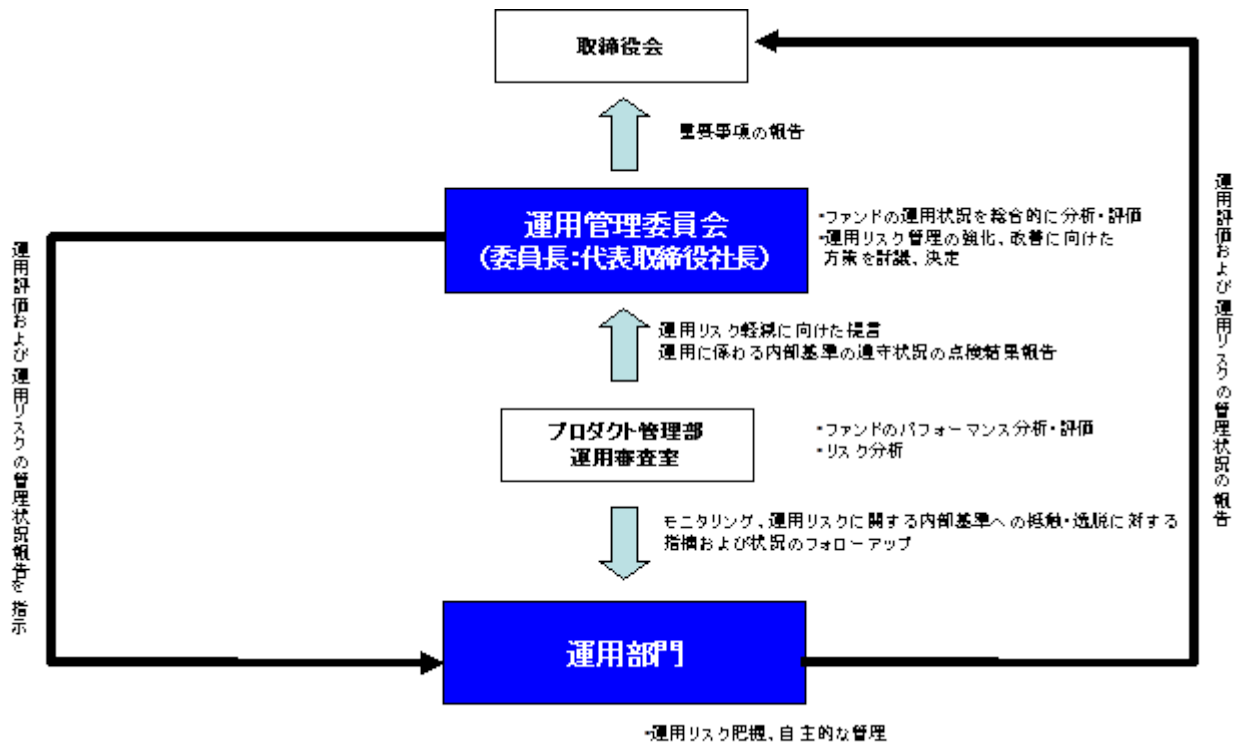 取締役会
重要事項の報告
運用管理委員会
(委員長:代表取締役社長)
・ファンドの運用状況を総合的に分析・評価
・運用リスク管理の強化、改善に向けた
方策を討議、決定
運用リスク軽減に向けた提言
運用に係わる内部基準の遵守状況の点検結果報告
プロダクト管理部
運用審査室
・ファンドのパフォーマンス分析・評価
・リスク分析
モニタリング、運用リスクに関する内部基準への抵触・逸脱に対する
指摘および状況のフォローアップ
運用部門
・運用リスク把握、自主的な管理
運用評価および運用リスクの管理状況報告を指示
運用評価および運用リスクの管理状況の報告